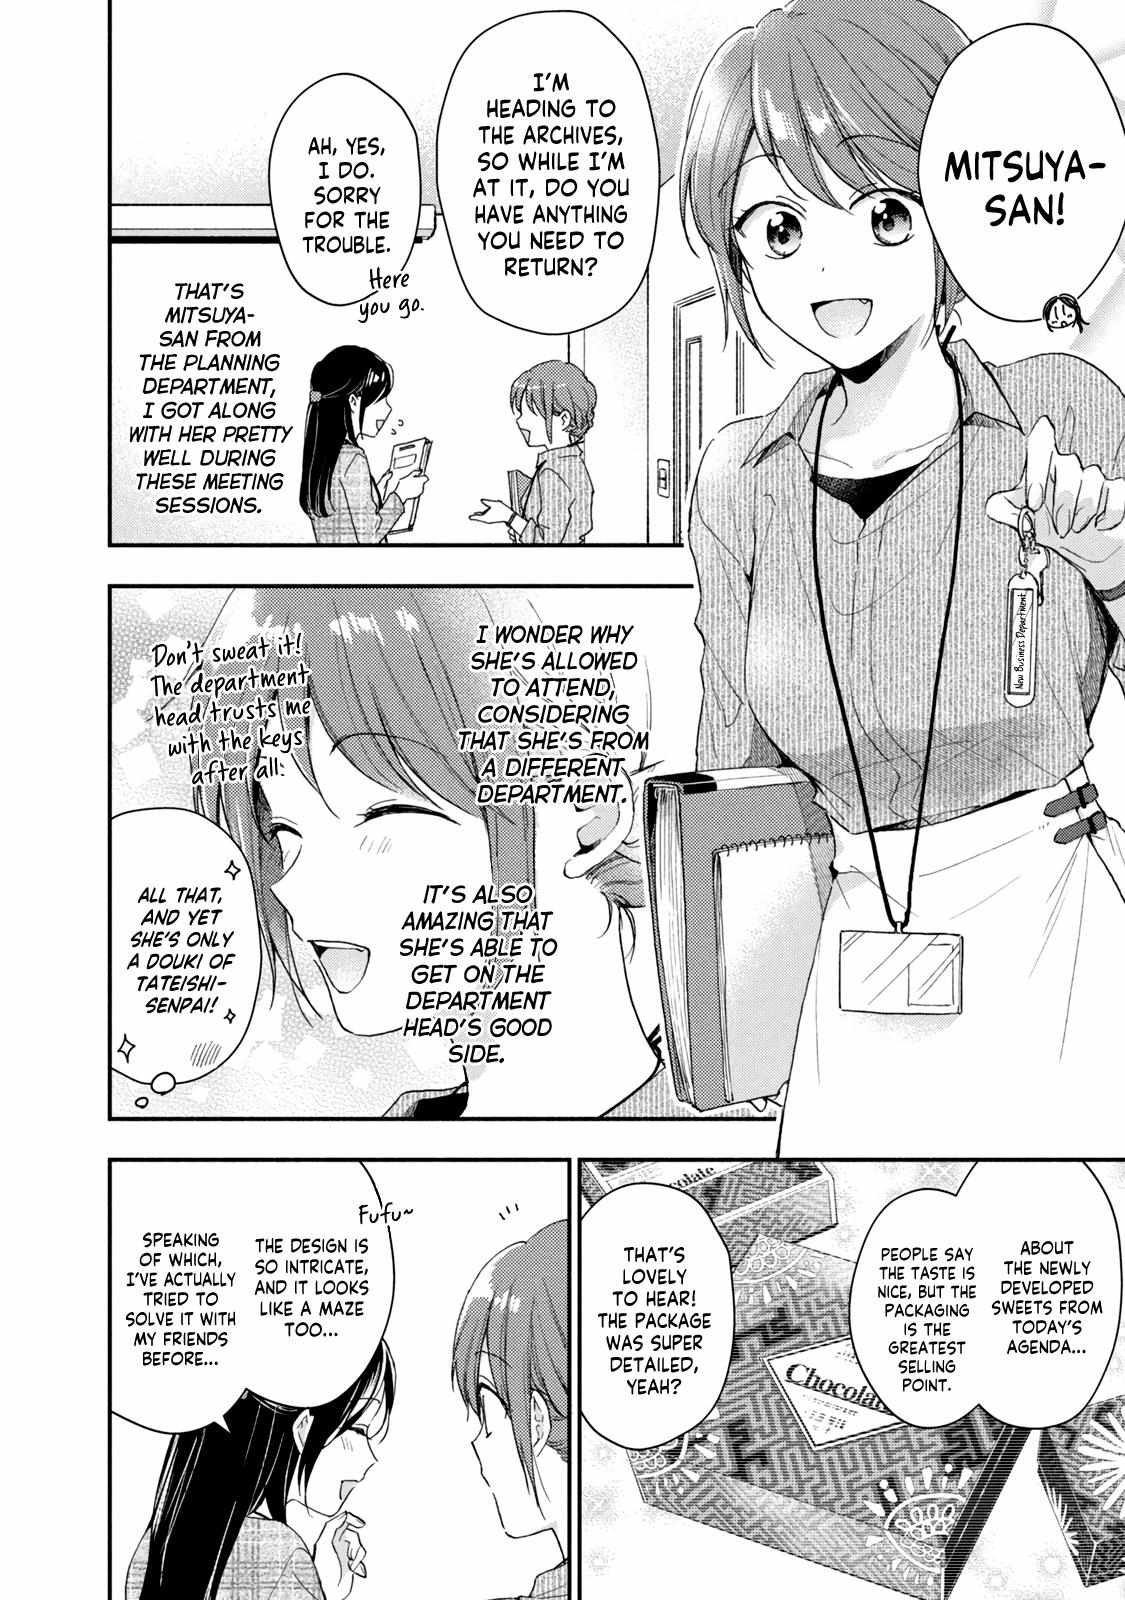 MITSUYA-
SAN!
I'M
HEADING TO
THE ARCHIVES,
SO WHILE I'M
AT IT, DO YOU
HAVE ANYTHING
YOU NEED TO
RETURN?
AH, YES,
I DO.
SORRY
FOR THE
TROUBLE.
Here
you go.
THAT'S
MITSUYA-
SAN FROM
THE PLANNING
DEPARTMENT,
I GOT ALONG
WITH HER PRETTY
WELL DURING
THESE MEETING
SESSIONS.
New Business Department
I WONDER WHY
SHE'S ALLOWED
TO ATTEND,
CONSIDERING
THAT SHE'S FROM
A DIFFERENT
DEPARTMENT.
Don't sweat it!
The department
head trusts me
with the keys
after all.
IT'S ALSO
AMAZING THAT
SHE'S ABLE TO
GET ON THE
DEPARTMENT
HEAD'S GOOD
SIDE.
ALL THAT,
AND YET
SHE'S ONLY
A DOUKI OF
TATEISHI-
SENPAI!
ABOUT
THE NEWLY
DEVELOPED
SWEETS FROM
TODAY'S
AGENDA...
PEOPLE SAY
THE TASTE IS
NICE, BUT THE
PACKAGING
IS THE
GREATEST
SELLING
POINT.
colate
Chocolate
THAT'S
LOVELY
TO HEAR!
THE PACKAGE
WAS SUPER
DETAILED,
YEAH?
Fufu~
THE DESIGN IS
SO INTRICATE,
AND IT LOOKS
LIKE A MAZE
TOO...
SPEAKING
OF WHICH,
I'VE ACTUALLY
TRIED TO
SOLVE IT WITH
MY FRIENDS
BEFORE...